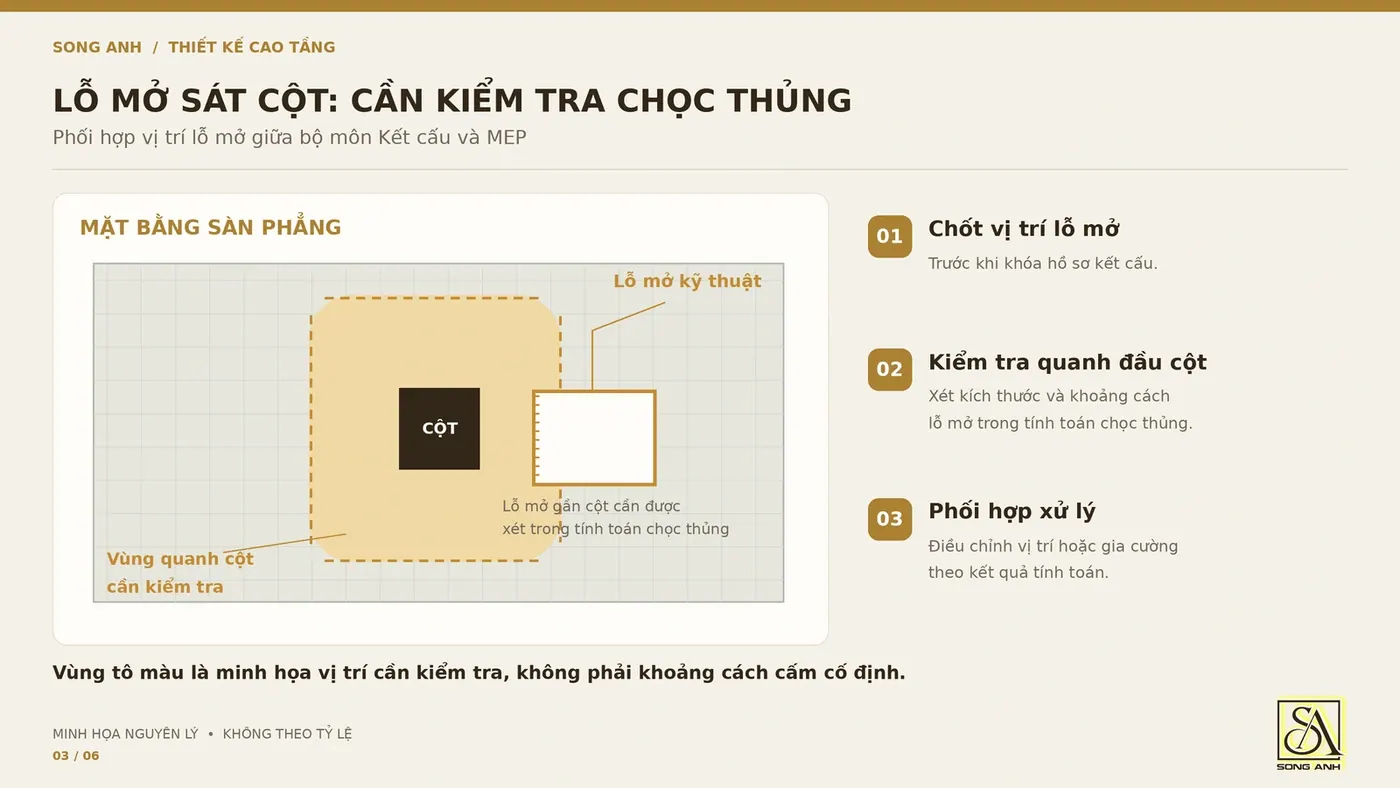 SONG ANH / THIẾT KẾ CAO TẦNG
LỖ MỞ SÁT CỘT: CẦN KIỂM TRA CHỌC THỦNG
Phối hợp vị trí lỗ mở giữa bộ môn Kết cấu và MEP
MẶT BẰNG SÀN PHẲNG
Lỗ mở kỹ thuật
CỘT
Lỗ mở gần cột cần được
xét trong tính toán chọc thủng
Vùng quanh cột
cần kiểm tra
01
Chốt vị trí lỗ mở
Trước khi khóa hồ sơ kết cấu.
02
Kiểm tra quanh đầu cột
Xét kích thước và khoảng cách
lỗ mở trong tính toán chọc thủng.
03
Phối hợp xử lý
Điều chỉnh vị trí hoặc gia cường
theo kết quả tính toán.
Vùng tô màu là minh họa vị trí cần kiểm tra, không phải khoảng cách cấm cố định.
MINH HỌA NGUYÊN LÝ • KHÔNG THEO TỶ LỆ
03 / 06
SA
SONG ANH